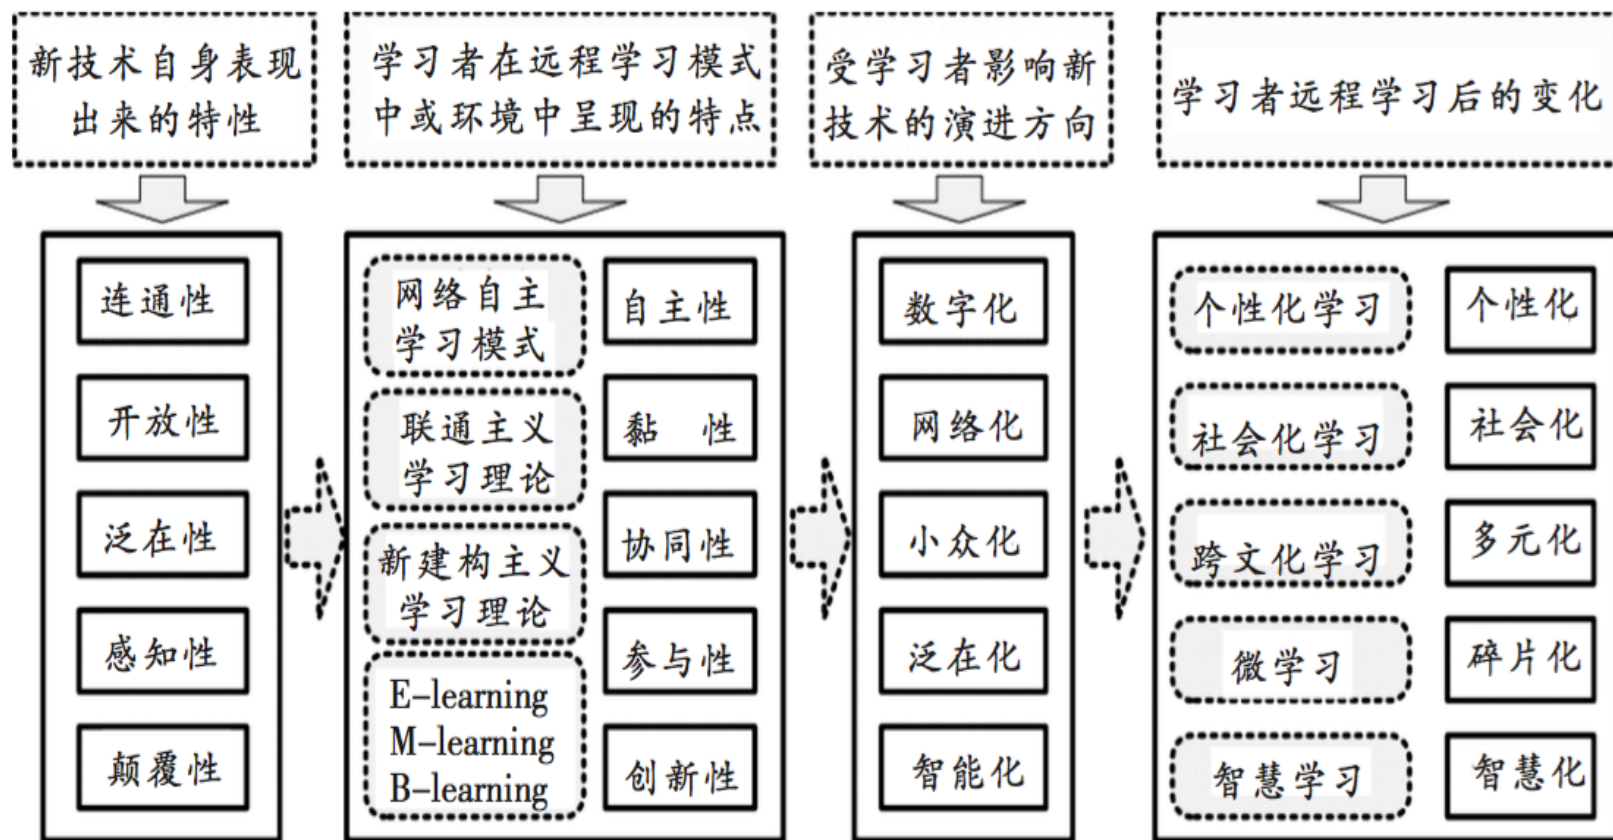 新技术自身表现
出来的特性
学习者在远程学习模式
中或环境中呈现的特点
受学习者影响新
技术的演进方向
学习者远程学习后的变化
连通性
开放性
泛在性
感知性
颠覆性
网络自主
学习模式
联通主义
学习理论
新建构主义
学习理论
E–learning
M–learning
B–learning
自主性
黏 性
协同性
参与性
创新性
数字化
网络化
小众化
泛在化
智能化
个性化学习
社会化学习
跨文化学习
微学习
智慧学习
个性化
社会化
多元化
碎片化
智慧化